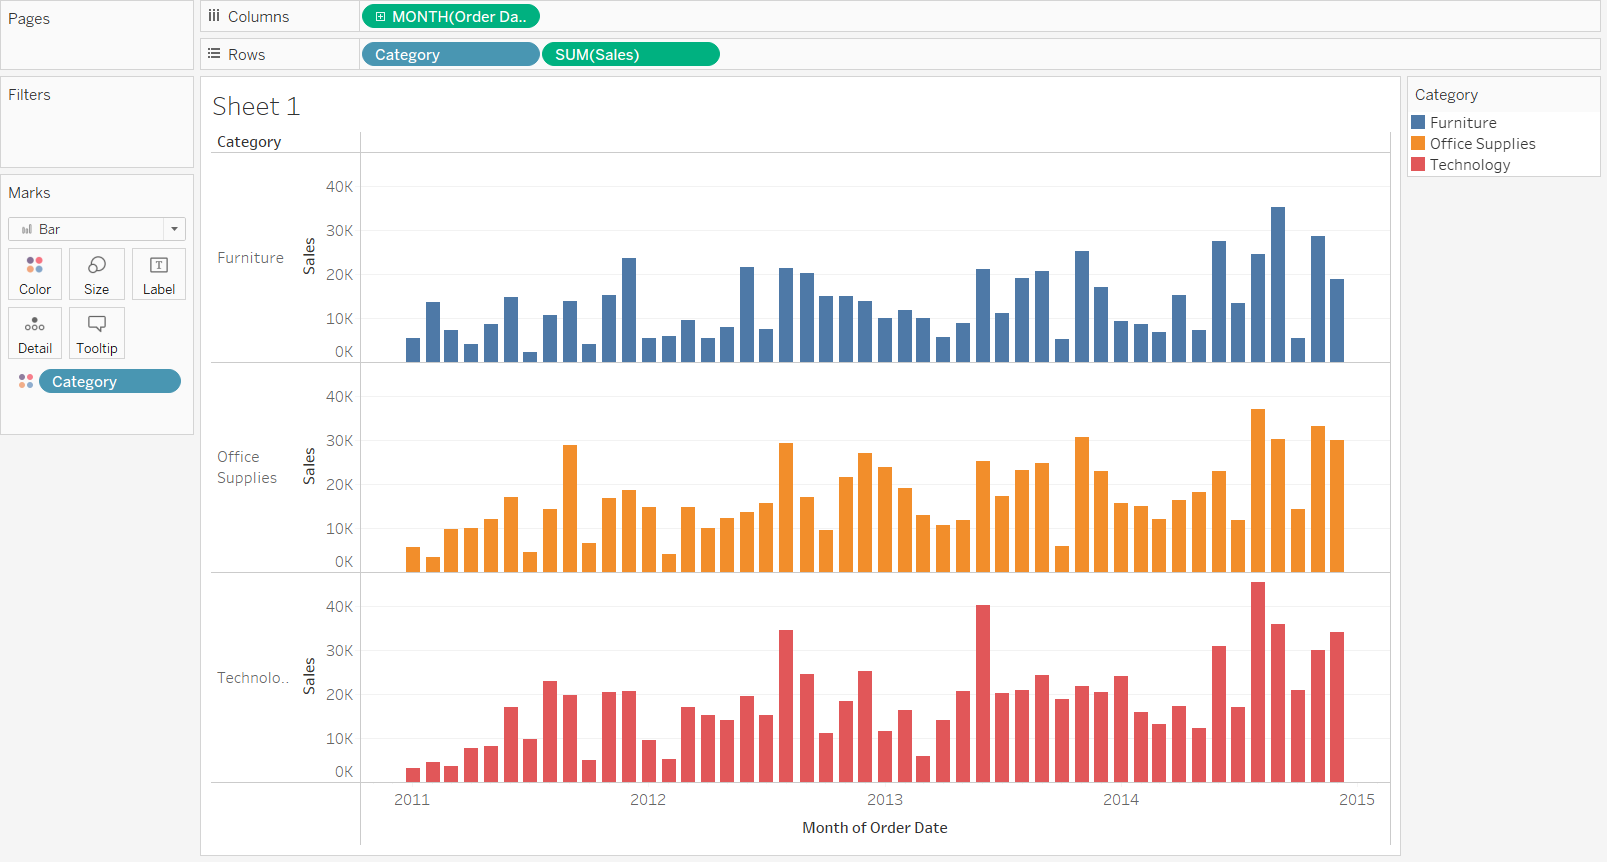 Pages
Columns
MONTH(Order Da..
Rows
Category
SUM(Sales)
Filters
Marks
Bar
Color
Size
Label
Detail
Tooltip
Category
Sheet 1
Category
Furniture
Sales
40K
30K
20K
10K
0K
Office
Supplies
Sales
40K
30K
20K
10K
0K
Technolo..
Sales
40K
30K
20K
10K
0K
2011
2012
2013
2014
2015
Month of Order Date
Category
Furniture
Office Supplies
Technology